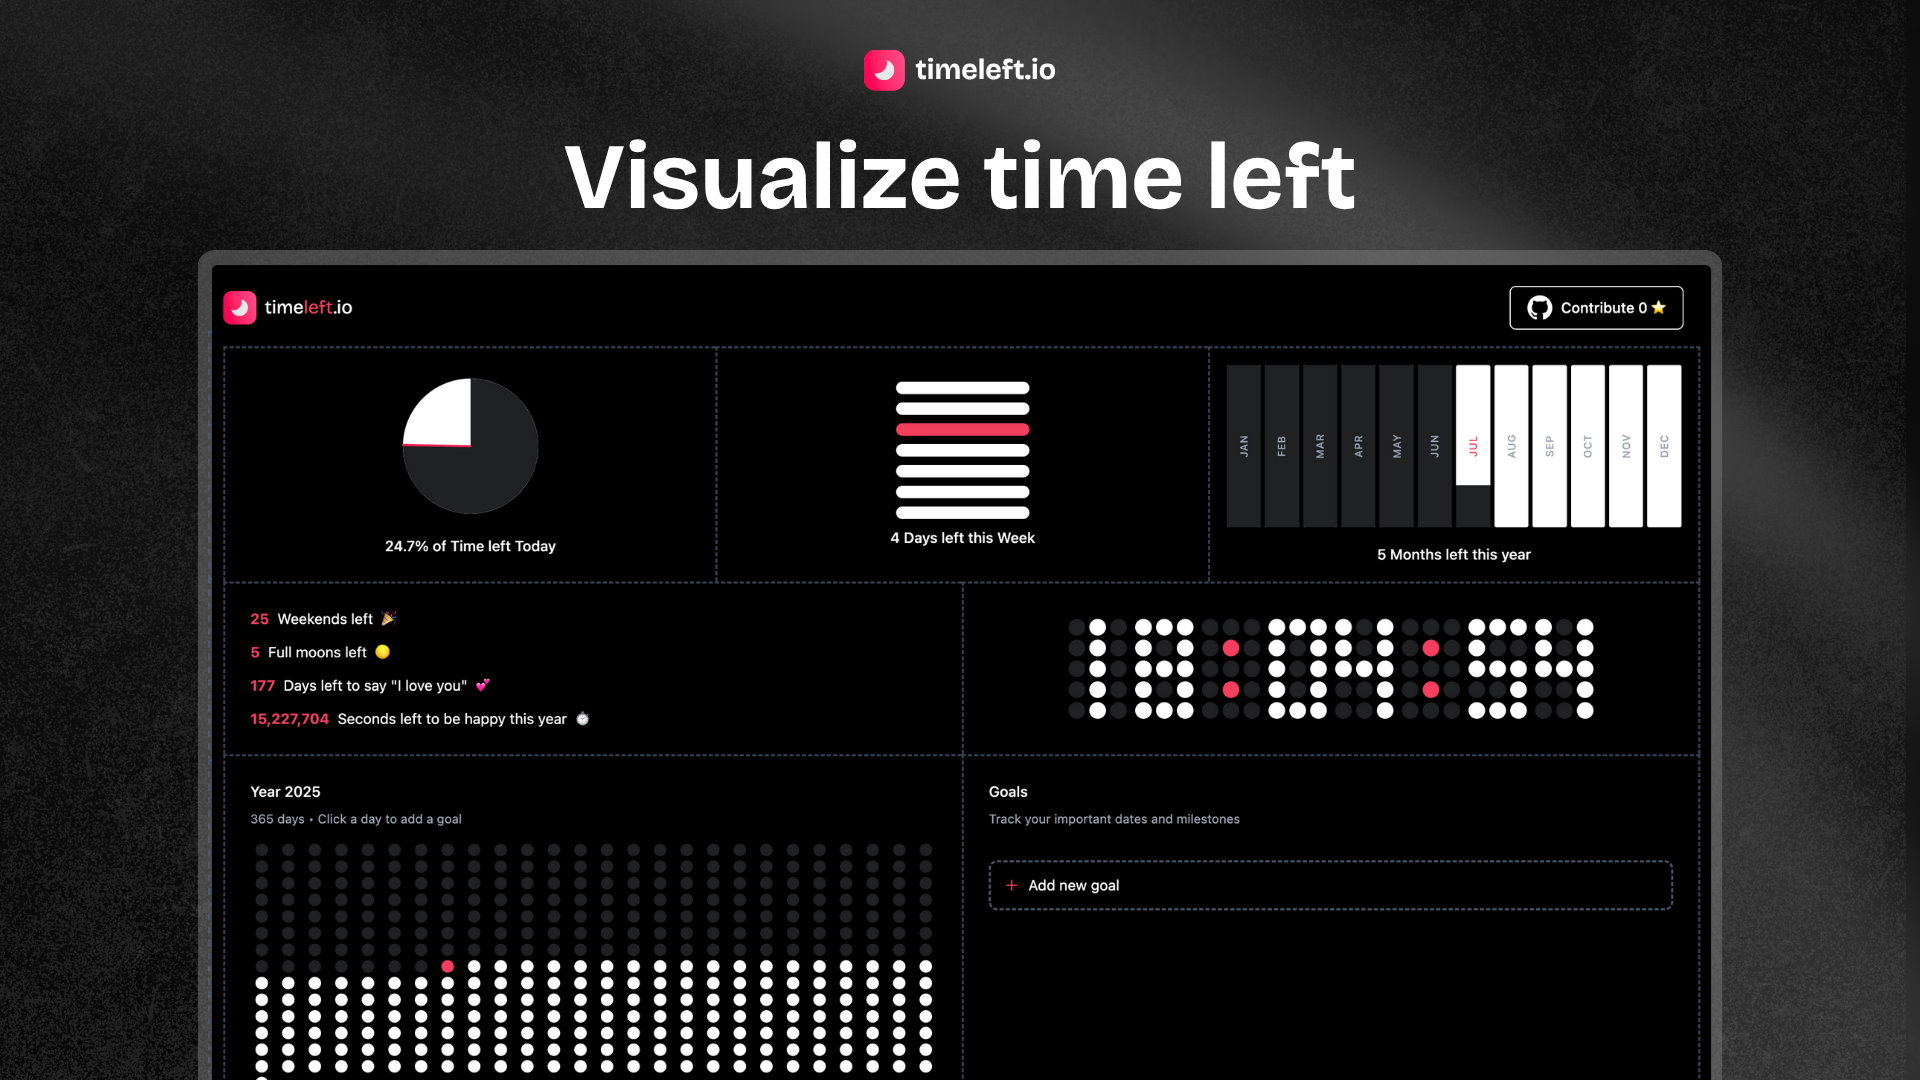 timeleft.io
Visualize time left
timeleft.io
Contribute 0
24.7% of Time left Today
4 Days left this Week
JAN
FEB
MAR
APR
MAY
JUN
JUL
AUG
SEP
OCT
NOV
DEC
5 Months left this year
25 Weekends left
5 Full moons left
177 Days left to say "I love you"
15,227,704 Seconds left to be happy this year
18:04:54
Year 2025
365 days • Click a day to add a goal
Goals
Track your important dates and milestones
+ Add new goal